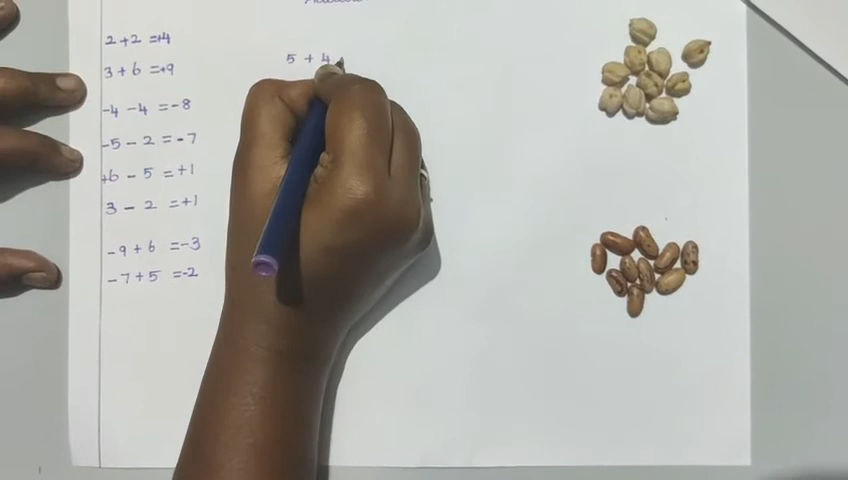 2 + 2 = +4
3 + 6 = +9
-4 - 4 = -8
-5 - 2 = -7
+6 - 5 = +1
3 - 2 = +1
-9 + 6 = -3
-7 + 5 = -2
5 + 4